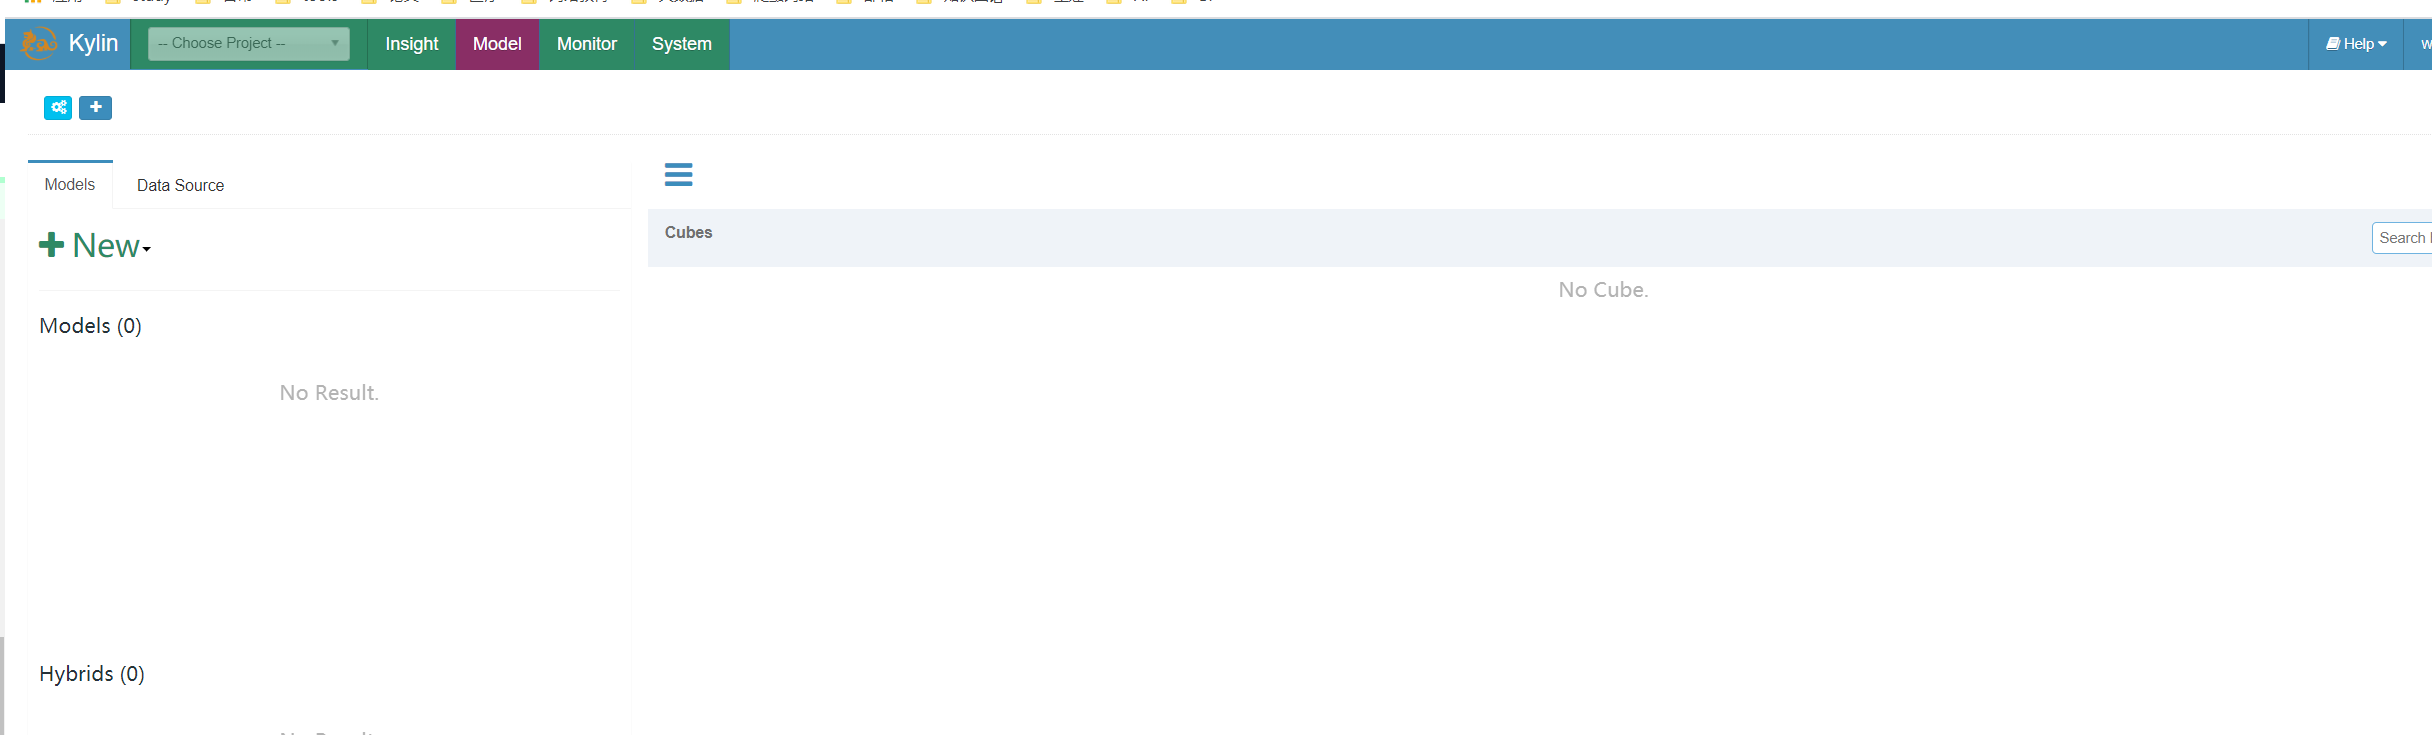 Kylin
-- Choose Project --
Insight
Model
Monitor
System
Help
Models
Data Source
New
Cubes
Search
No Cube.
Models (0)
No Result.
Hybrids (0)